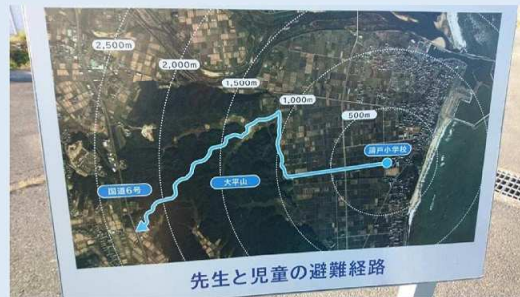 2,500m
2,000m
1,500m
1,000m
500m
請戸小学校
大平山
国道6号
先生と児童の避難経路